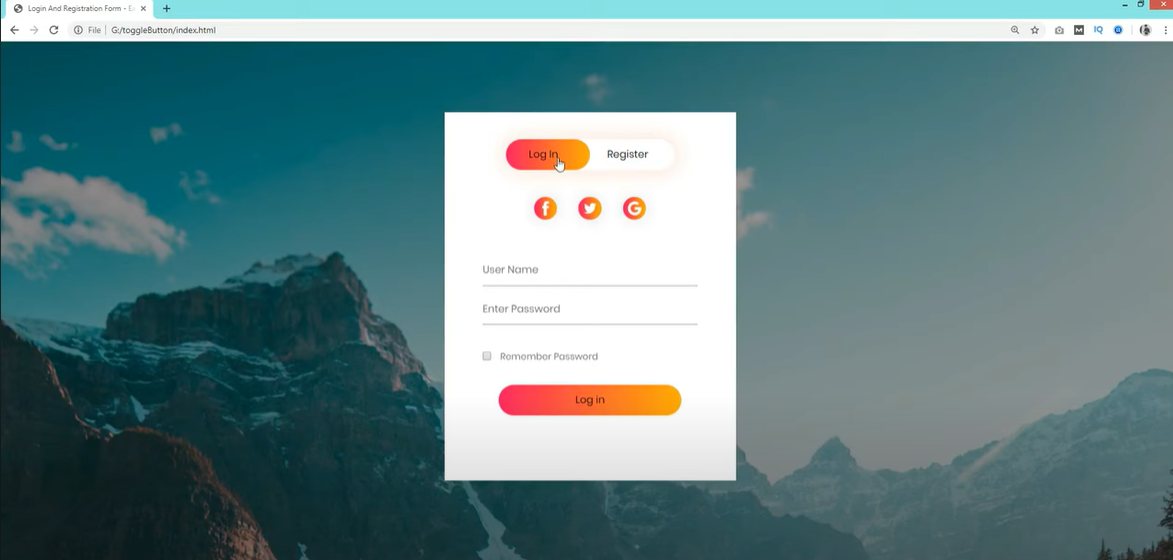 Login And Registration Form - Ea
File
G:/toggleButton/index.html
Log In
Register
User Name
Enter Password
Remember Password
Log in